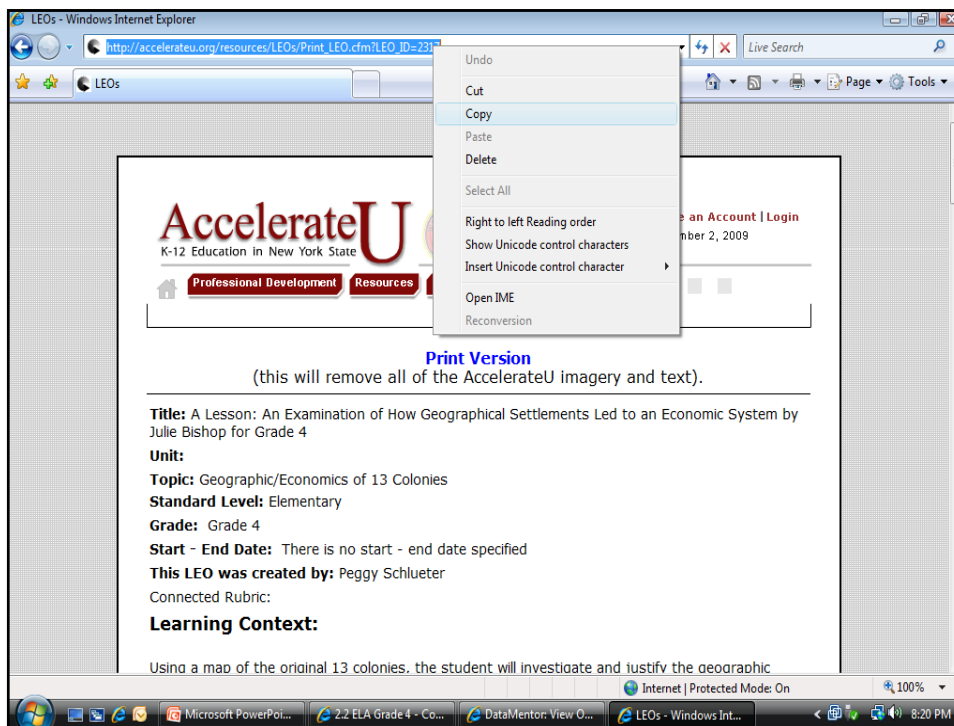 LEOs - Windows Internet Explorer
http://accelerateu.org/resources/LEOs/Print_LEO.cfm?LEO_ID=231
Live Search
LEOs
Page
Tools
Undo
Cut
Copy
Paste
Delete
Select All
Right to left Reading order
Show Unicode control characters
Insert Unicode control character
Open IME
Reconversion
AccelerateU
K-12 Education in New York State
an Account | Login
2, 2009
Professional Development
Resources
Print Version
(this will remove all of the AccelerateU imagery and text).
Title: A Lesson: An Examination of How Geographical Settlements Led to an Economic System by
Julie Bishop for Grade 4
Unit:
Topic: Geographic/Economics of 13 Colonies
Standard Level: Elementary
Grade: Grade 4
Start - End Date: There is no start - end date specified
This LEO was created by: Peggy Schlueter
Connected Rubric:
Learning Context:
Using a map of the original 13 colonies, the student will investigate and justify the geographic
Internet | Protected Mode: On
100%
Microsoft PowerPoi...
2.2 ELA Grade 4 - Co...
DataMentor: View O...
LEOs - Windows Int...
8:20 PM